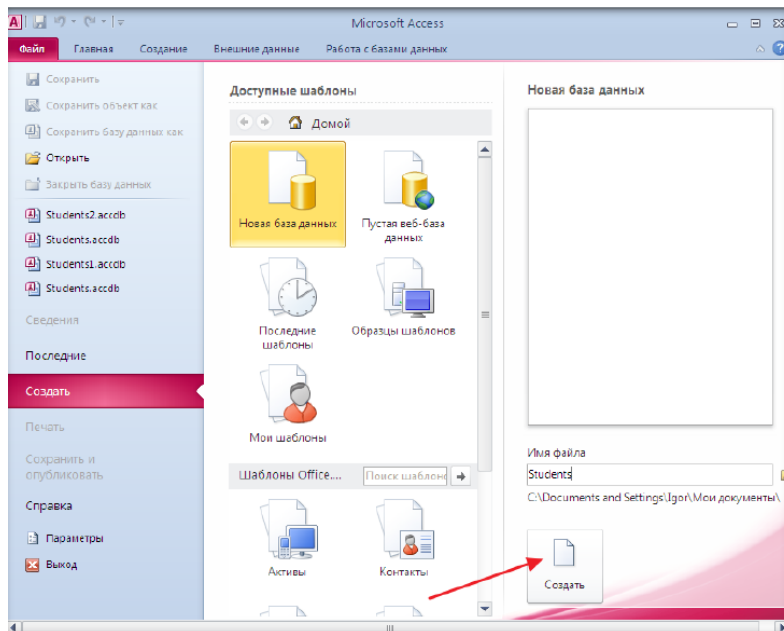 Microsoft Access
Файл Главная Создание Внешние данные Работа с базами данных
Сохранить
Сохранить объект как
Сохранить базу данных как
Открыть
Закрыть базу данных
Students2.accdb
Students.accdb
Students1.accdb
Students.accdb
Сведения
Последние
Создать
Печать
Сохранить и
опубликовать
Справка
Параметры
Выход
Доступные шаблоны
Домой
Новая база данных
Пустая веб-база
данных
Последние
шаблоны
Образцы шаблонов
Мои шаблоны
Шаблоны Office....
Поиск шаблоно
Активы
Контакты
Новая база данных
Имя файла
Students
C:\Documents and Settings\Igor\Мои документы\
Создать